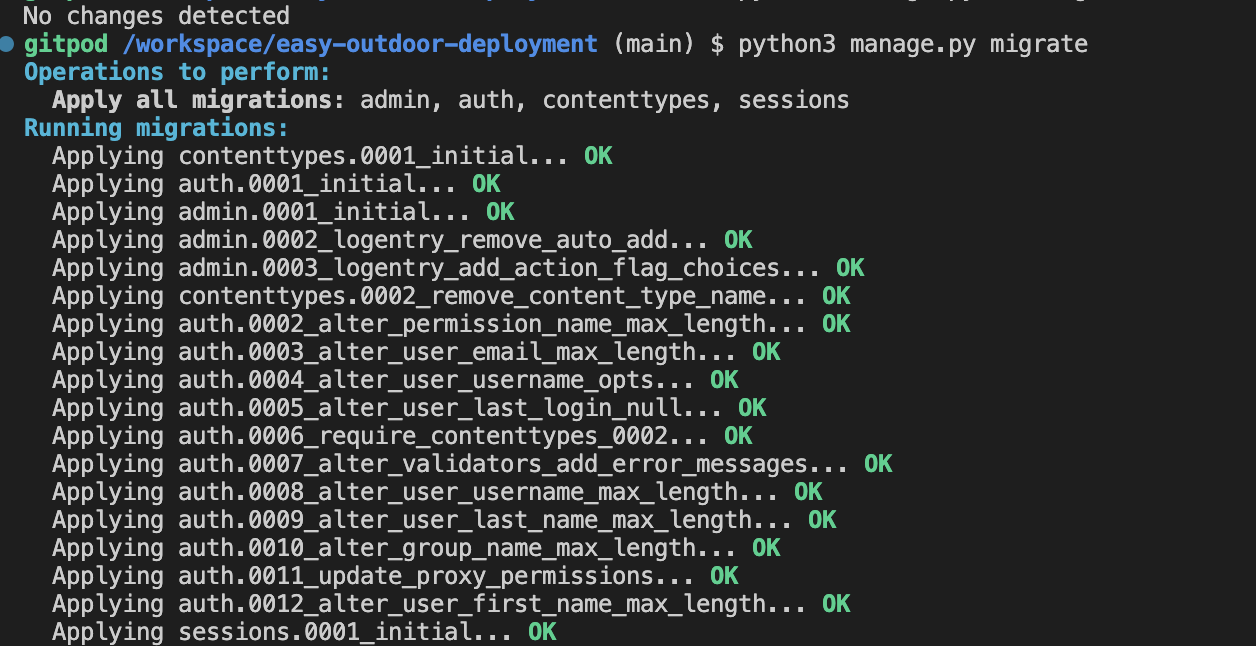 No changes detected
gitpod /workspace/easy-outdoor-deployment (main) $ python3 manage.py migrate
Operations to perform:
  Apply all migrations: admin, auth, contenttypes, sessions
Running migrations:
  Applying contenttypes.0001_initial... OK
  Applying auth.0001_initial... OK
  Applying admin.0001_initial... OK
  Applying admin.0002_logentry_remove_auto_add... OK
  Applying admin.0003_logentry_add_action_flag_choices... OK
  Applying contenttypes.0002_remove_content_type_name... OK
  Applying auth.0002_alter_permission_name_max_length... OK
  Applying auth.0003_alter_user_email_max_length... OK
  Applying auth.0004_alter_user_username_opts... OK
  Applying auth.0005_alter_user_last_login_null... OK
  Applying auth.0006_require_contenttypes_0002... OK
  Applying auth.0007_alter_validators_add_error_messages... OK
  Applying auth.0008_alter_user_username_max_length... OK
  Applying auth.0009_alter_user_last_name_max_length... OK
  Applying auth.0010_alter_group_name_max_length... OK
  Applying auth.0011_update_proxy_permissions... OK
  Applying auth.0012_alter_user_first_name_max_length... OK
  Applying sessions.0001_initial... OK